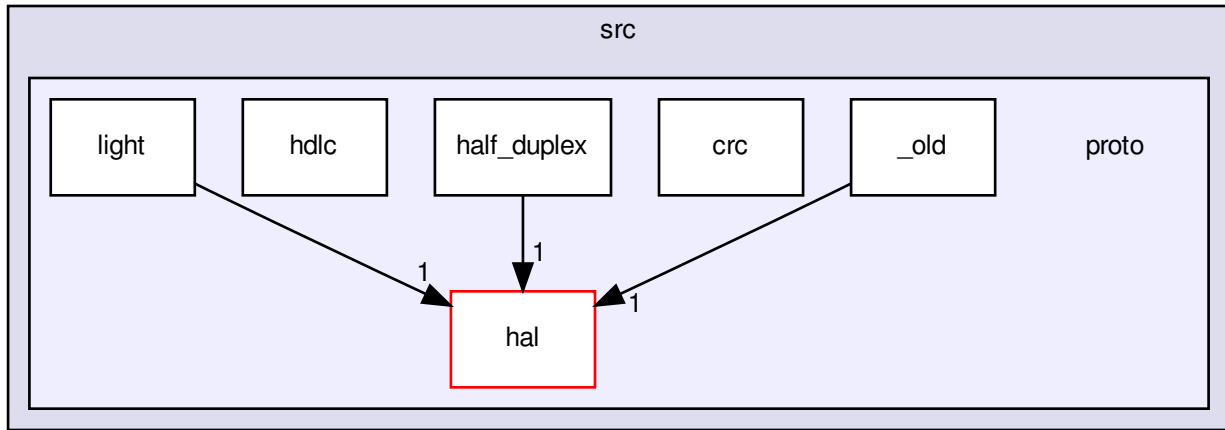 src
light
hdlc
half_duplex
crc
_old
proto
1
1
1
hal